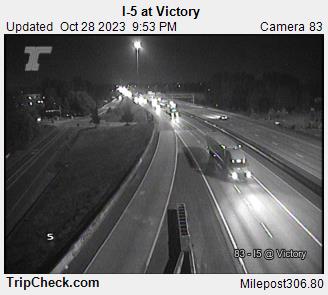 I-5 at Victory
Updated Oct 28 2023 9:53 PM Camera 83
T
S
83 - I5 @ Victory
TripCheck.com Milepost306.80